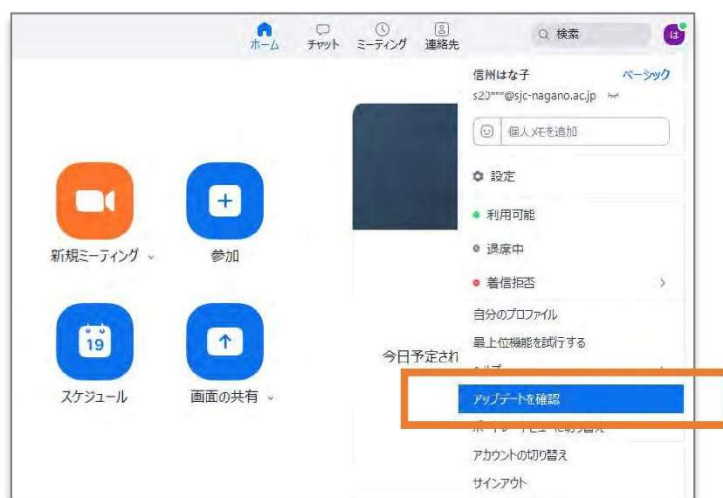 ホーム チャット ミーティング 連絡先 検索 は
信州はな子 ベーシック
s20***@sjc-nagano.ac.jp
個人メモを追加
設定
利用可能
退席中
着信拒否
自分のプロファイル
最上位機能を試行する
アップデートを確認
アカウントの切り替え
サインアウト
新規ミーティング 参加
19
スケジュール 画面の共有
今日予定され